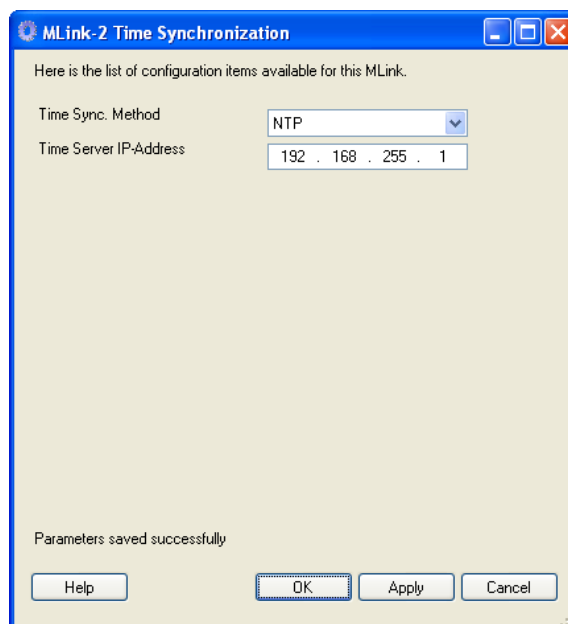 MLink-2 Time Synchronization
Here is the list of configuration items available for this MLink.
Time Sync. Method NTP
Time Server IP-Address 192 . 168 . 255 . 1
Parameters saved successfully
Help OK Apply Cancel